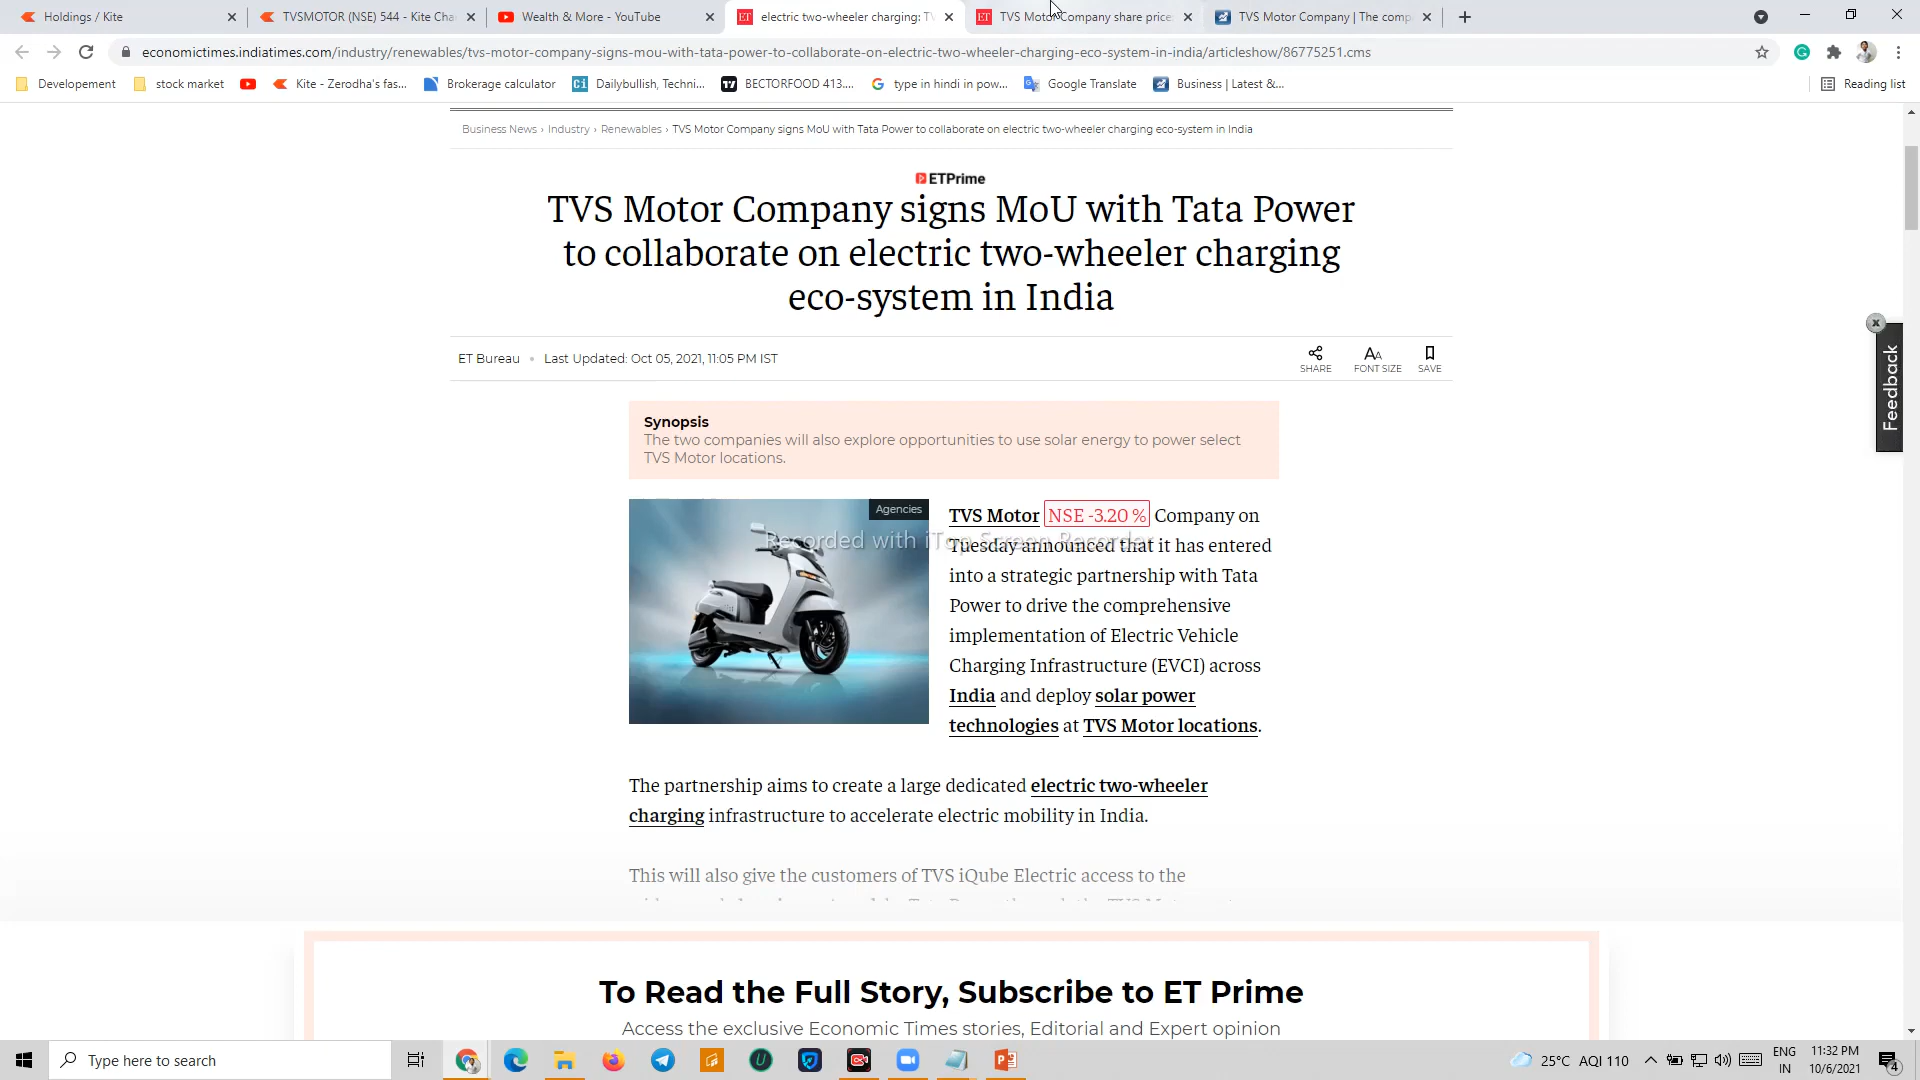 Holdings / Kite
TVSMOTOR (NSE) 544 - Kite Cha
Wealth & More - YouTube
electric two-wheeler charging: TV
TVS Motor Company share price
TVS Motor Company | The comp
economictimes.indiatimes.com/industry/renewables/tvs-motor-company-signs-mou-with-tata-power-to-collaborate-on-electric-two-wheeler-charging-eco-system-in-india/articleshow/86775251.cms
Developement
stock market
Kite - Zerodha's fas...
Brokerage calculator
Dailybullish, Techni...
BECTORFOOD 413....
type in hindi in pow...
Google Translate
Business | Latest &...
Reading list
Business News › Industry › Renewables › TVS Motor Company signs MoU with Tata Power to collaborate on electric two-wheeler charging eco-system in India
ETPrime
TVS Motor Company signs MoU with Tata Power
to collaborate on electric two-wheeler charging
eco-system in India
ET Bureau • Last Updated: Oct 05, 2021, 11:05 PM IST
SHARE
FONT SIZE
SAVE
Feedback
Synopsis
The two companies will also explore opportunities to use solar energy to power select
TVS Motor locations.
Agencies
Recorded with iTop Screen Recorder
TVS Motor NSE -3.20 % Company on
Tuesday announced that it has entered
into a strategic partnership with Tata
Power to drive the comprehensive
implementation of Electric Vehicle
Charging Infrastructure (EVCI) across
India and deploy solar power
technologies at TVS Motor locations.
The partnership aims to create a large dedicated electric two-wheeler
charging infrastructure to accelerate electric mobility in India.
This will also give the customers of TVS iQube Electric access to the
To Read the Full Story, Subscribe to ET Prime
Access the exclusive Economic Times stories, Editorial and Expert opinion
Type here to search
25°C AQI 110
ENG
IN
11:32 PM
10/6/2021
4